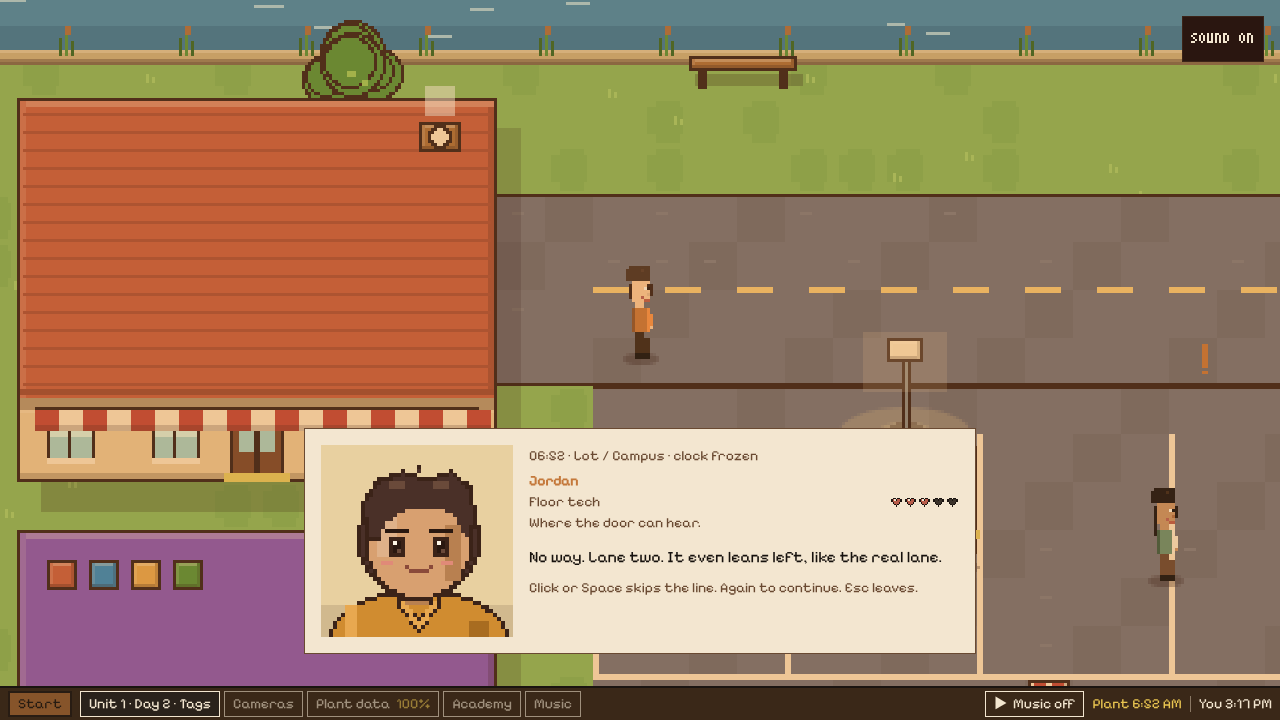 SOUND ON
06:52 · Lot / Campus · clock frozen
Jordan
Floor tech
Where the door can hear.
No way. Lane two. It even leans left, like the real lane.
Click or Space skips the line. Again to continue. Esc leaves.
Start
Unit 1 · Day 2 · Tags
Cameras
Plant data 100%
Academy
Music
▶ Music off
Plant 6:52 AM
You 3:17 PM